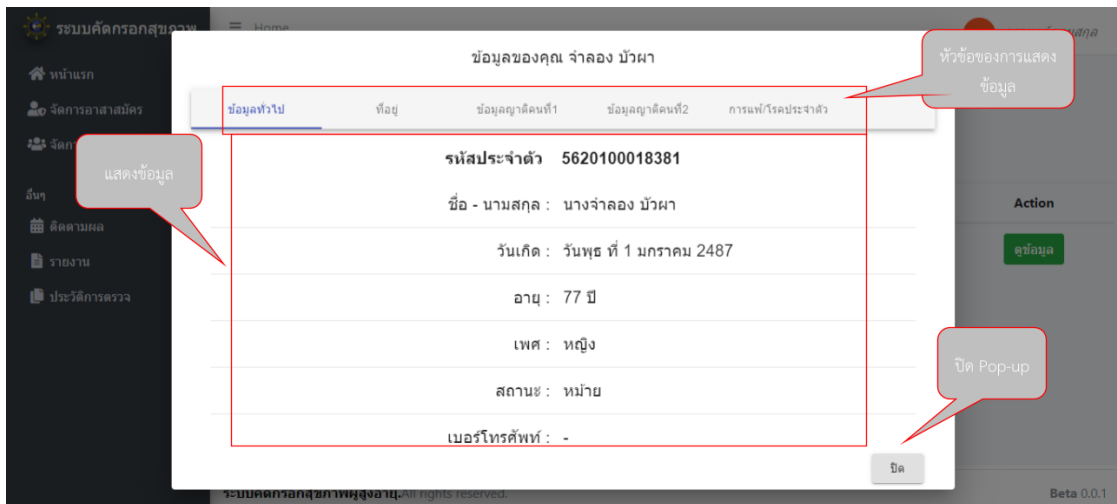 ระบบคัดกรอกสุขภาพ
Home
หน้าแรก
จัดการอาสาสมัคร
อื่นๆ
ติดตามผล
รายงาน
ประวัติการตรวจ
ข้อมูลของคุณ จำลอง บัวผา
หัวข้อของการแสดง
ข้อมูล
ข้อมูลทั่วไป ที่อยู่ ข้อมูลญาติคนที่1 ข้อมูลญาติคนที่2 การแพ้/โรคประจำตัว
แสดงข้อมูล
รหัสประจำตัว 5620100018381
ชื่อ - นามสกุล : นางจำลอง บัวผา
วันเกิด : วันพุธ ที่ 1 มกราคม 2487
อายุ : 77 ปี
เพศ : หญิง
สถานะ : หม้าย
เบอร์โทรศัพท์ : -
Action
ดูข้อมูล
ปิด Pop-up
ปิด
ระบบคัดกรอกสุขภาพผู้สูงอายุ.All rights reserved.
Beta 0.0.1